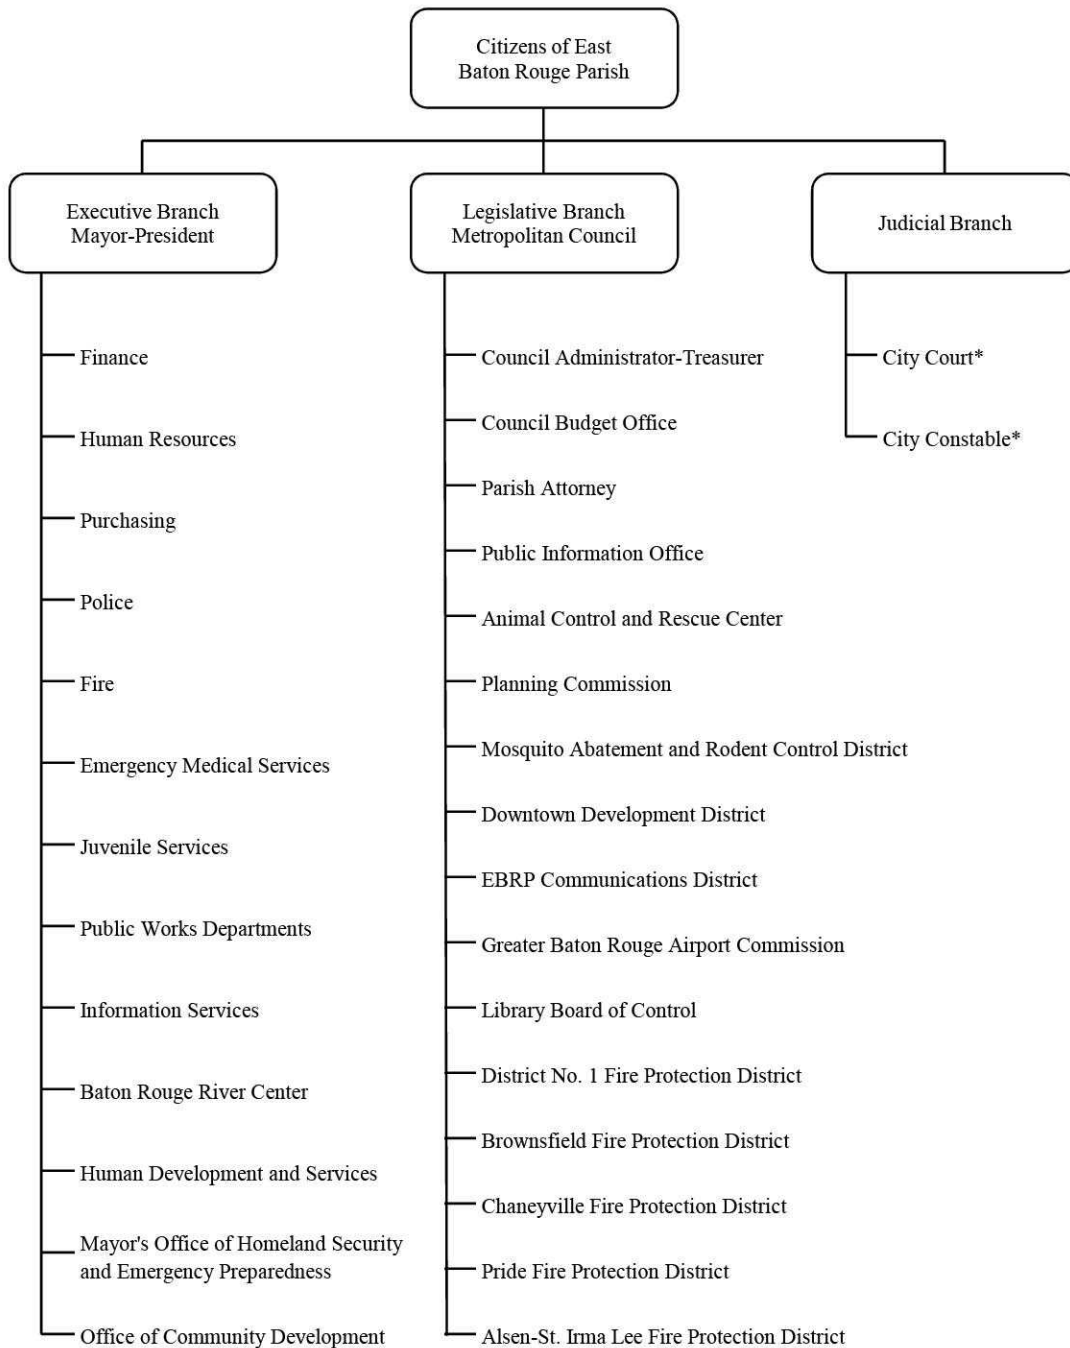 Citizens of East
Baton Rouge Parish
Executive Branch
Mayor-President
Legislative Branch
Metropolitan Council
Judicial Branch
Finance
Human Resources
Purchasing
Police
Fire
Emergency Medical Services
Juvenile Services
Public Works Departments
Information Services
Baton Rouge River Center
Human Development and Services
Mayor's Office of Homeland Security
and Emergency Preparedness
Office of Community Development
Council Administrator-Treasurer
Council Budget Office
Parish Attorney
Public Information Office
Animal Control and Rescue Center
Planning Commission
Mosquito Abatement and Rodent Control District
Downtown Development District
EBRP Communications District
Greater Baton Rouge Airport Commission
Library Board of Control
District No. 1 Fire Protection District
Brownsfield Fire Protection District
Chaneyville Fire Protection District
Pride Fire Protection District
Alsen-St. Irma Lee Fire Protection District
City Court*
City Constable*